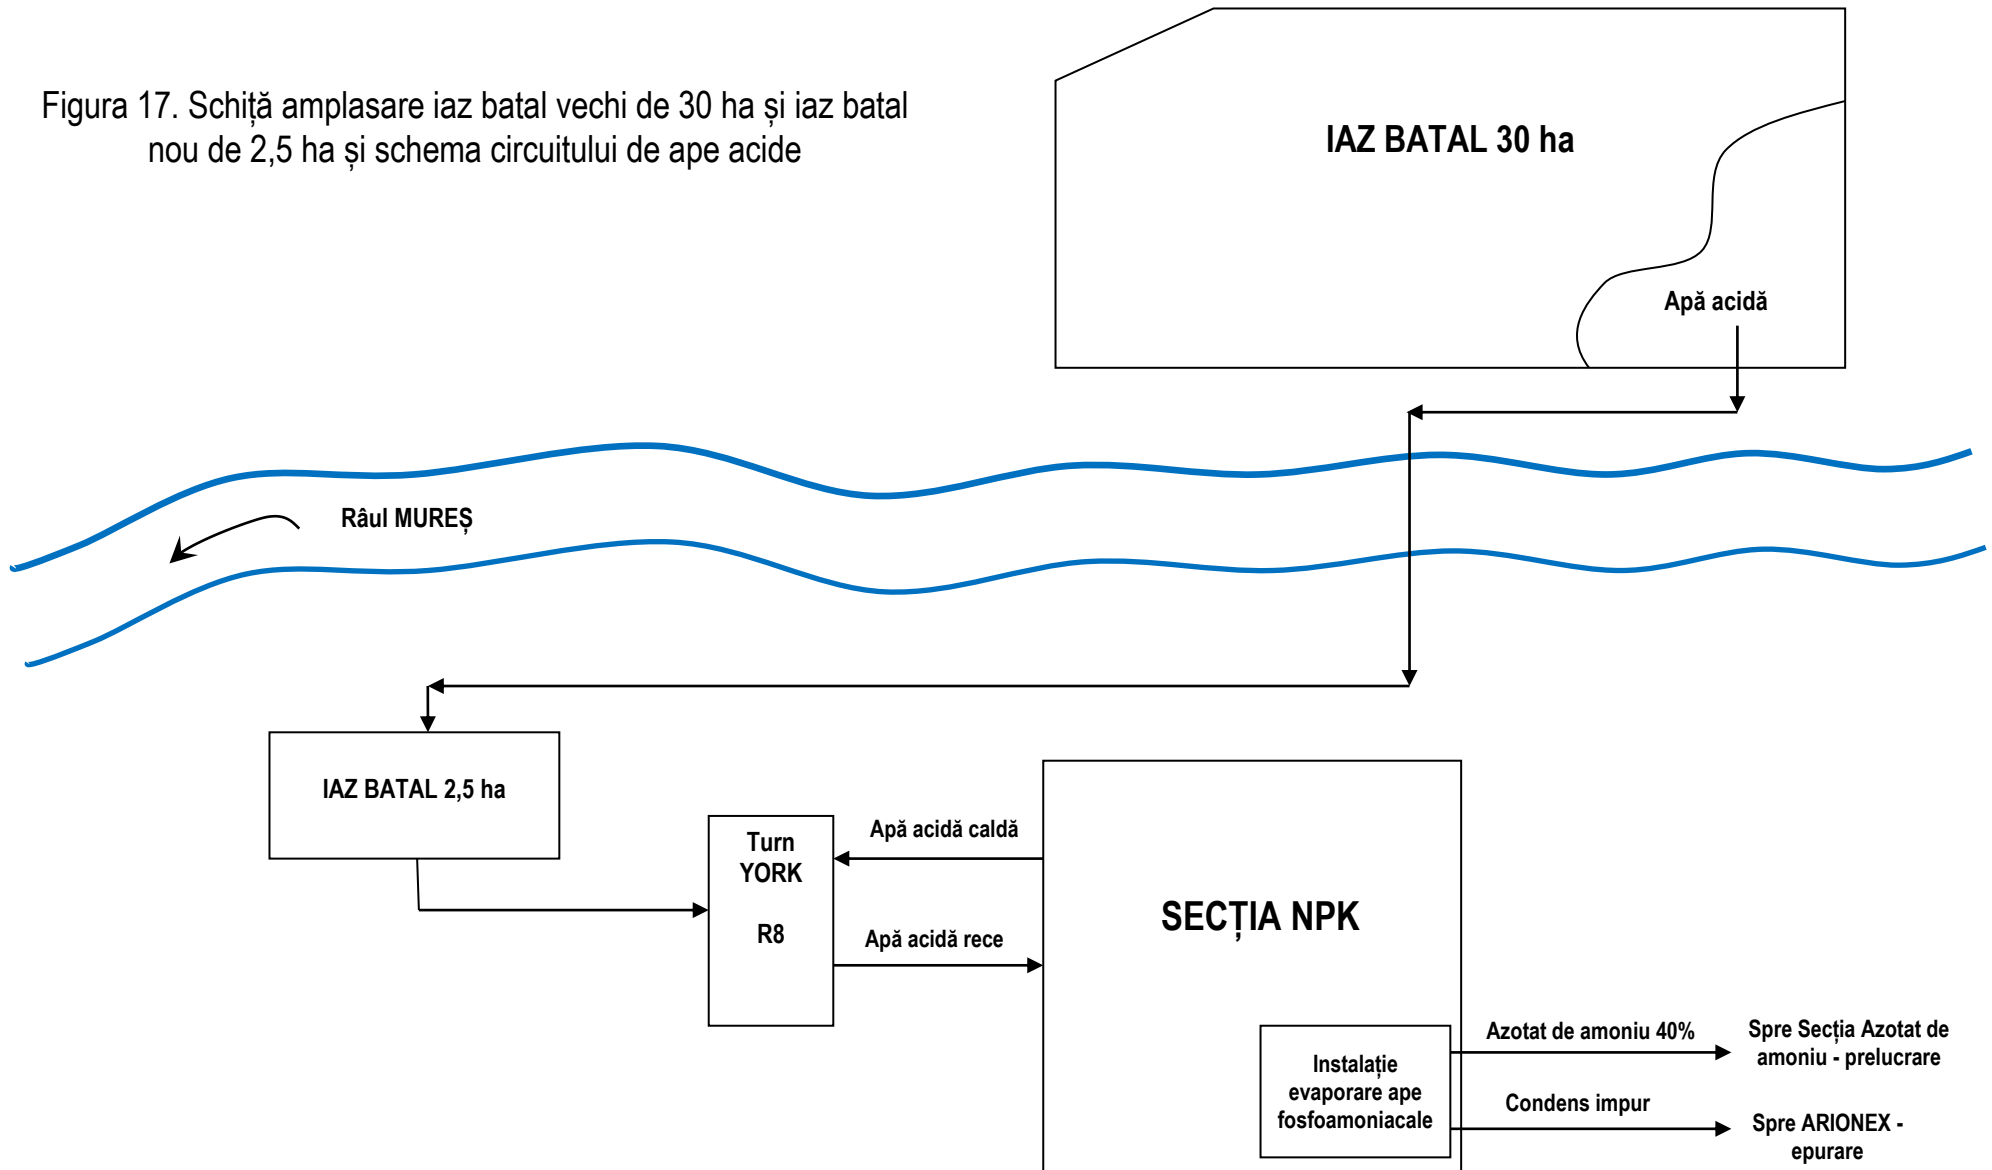 Figura 17. Schiță amplasare iaz batal vechi de 30 ha și iaz batal
nou de 2,5 ha și schema circuitului de ape acide
IAZ BATAL 30 ha
Apă acidă
Râul MUREȘ
IAZ BATAL 2,5 ha
Turn
YORK
R8
Apă acidă caldă
Apă acidă rece
SECȚIA NPK
Instalație
evaporare ape
fosfoamoniacale
Azotat de amoniu 40%
Spre Secția Azotat de
amoniu - prelucrare
Condens impur
Spre ARIONEX -
epurare